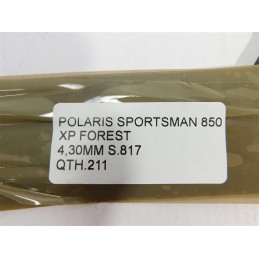 POLARIS SPORTSMAN 850
XP FOREST
4,30MM S.817
QTH.211